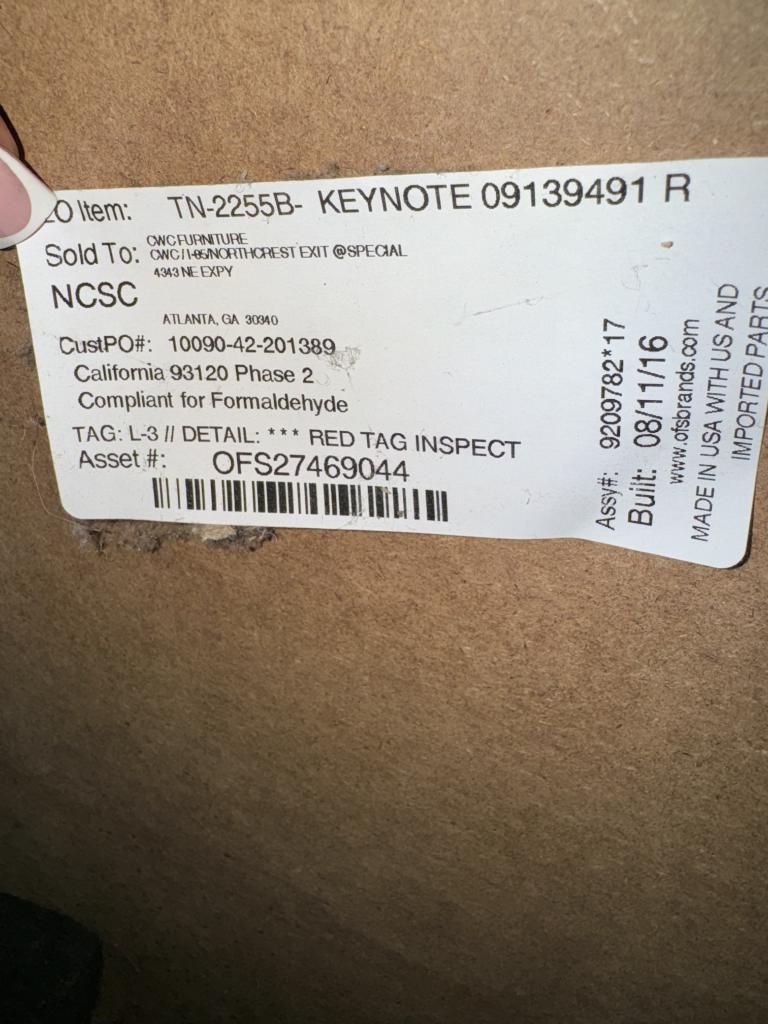 Item: TN-2255B- KEYNOTE 09139491 R
Sold To: CWC FURNITURE
CWC / I-85/NORTHCREST EXIT @SPECIAL
4343 NE EXPY
NCSC
ATLANTA, GA 30340
CustPO#: 10090-42-201389
California 93120 Phase 2
Compliant for Formaldehyde
TAG: L-3 // DETAIL: *** RED TAG INSPECT
Asset #: OFS27469044
Assy#: 9209782*17
Built: 08/11/16
www.ofsbrands.com
MADE IN USA WITH US AND
IMPORTED PARTS